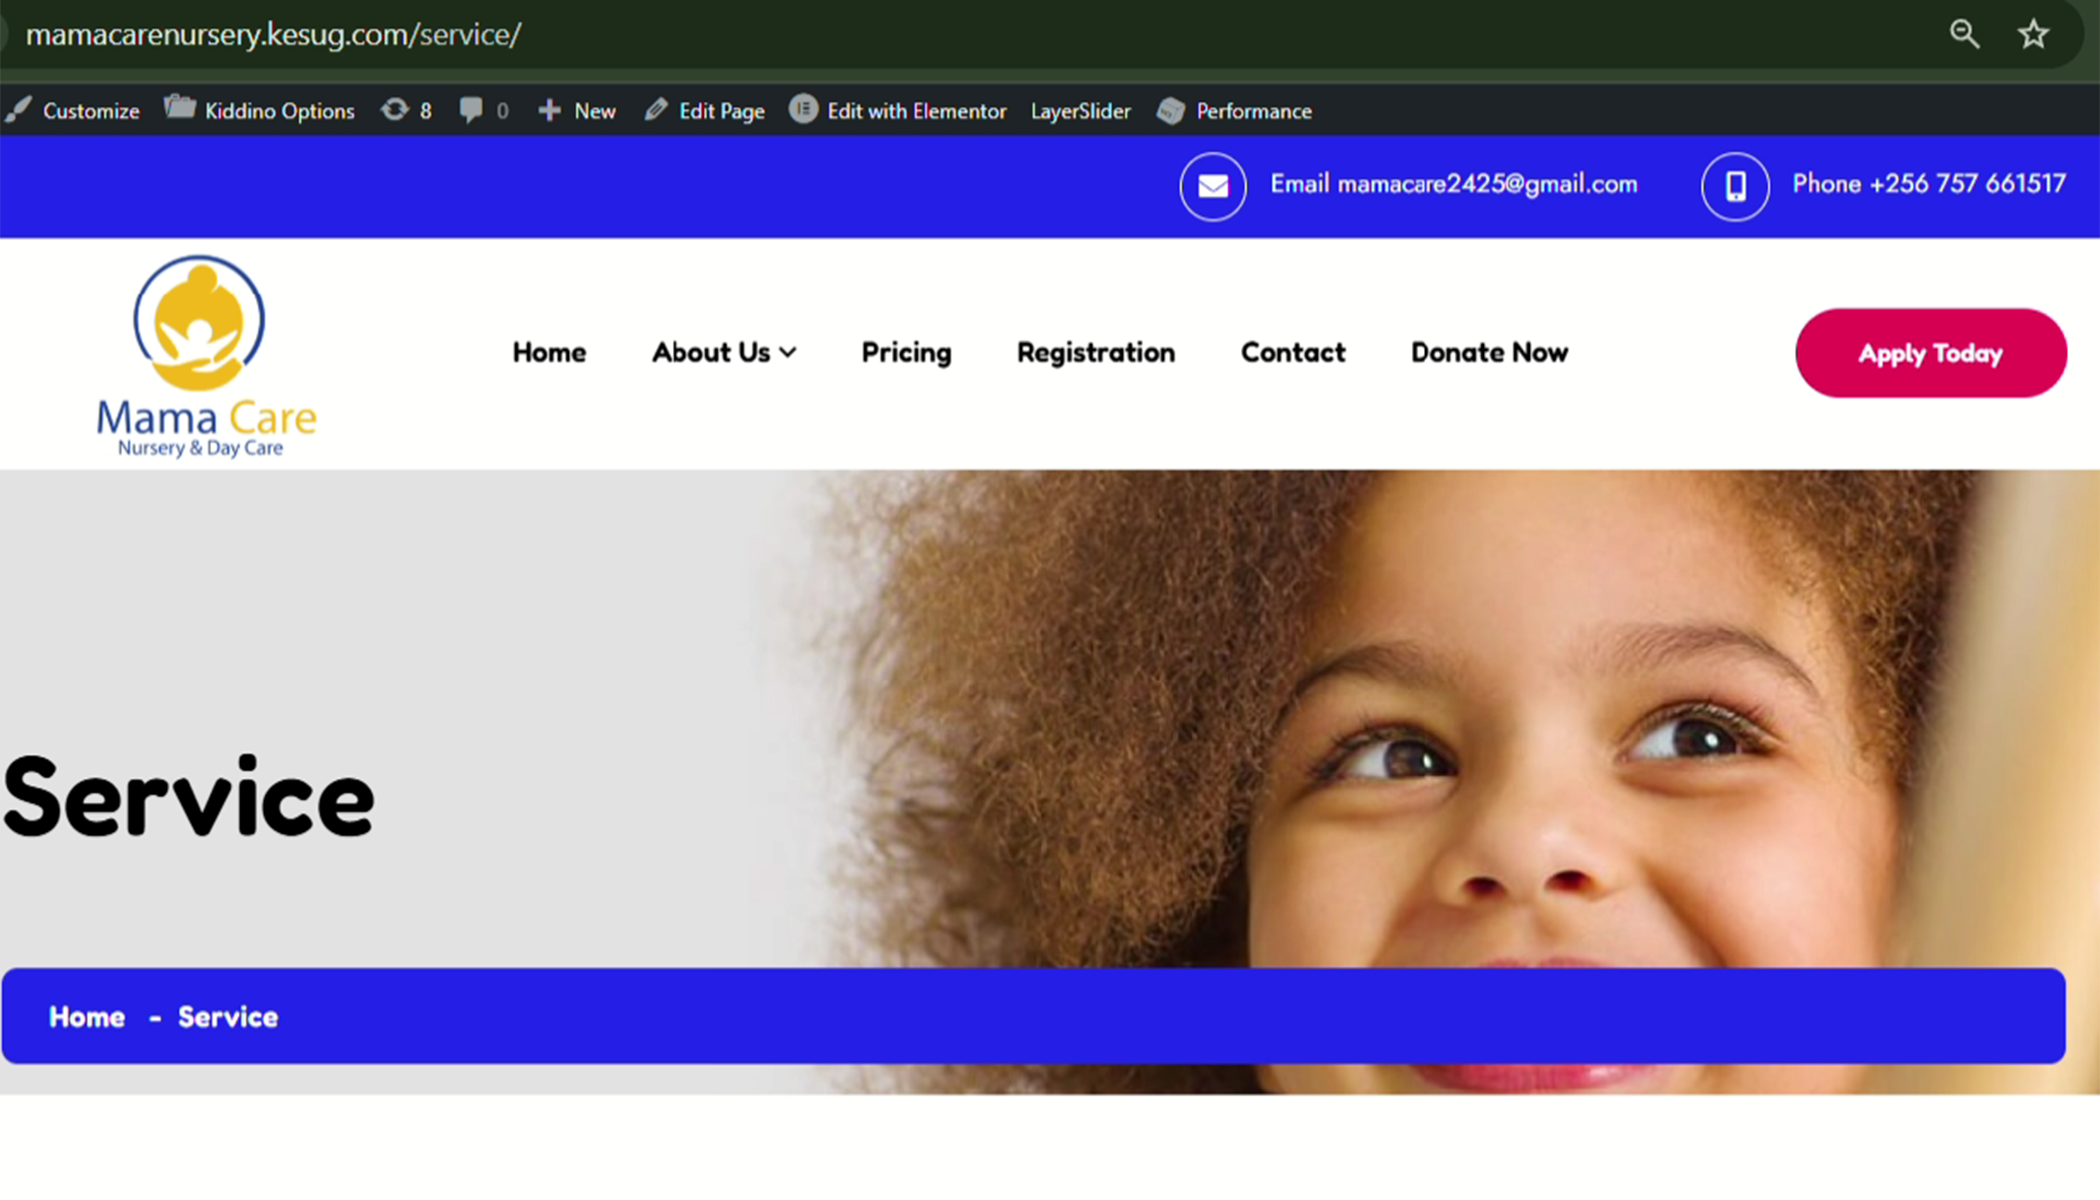 mamacarenursery.kesug.com/service/
Customize Kiddino Options 8 0 New Edit Page Edit with Elementor LayerSlider Performance
Email mamacare2425@gmail.com Phone +256 757 661517
Home About Us Pricing Registration Contact Donate Now Apply Today
Mama Care
Nursery & Day Care
Service
Home - Service